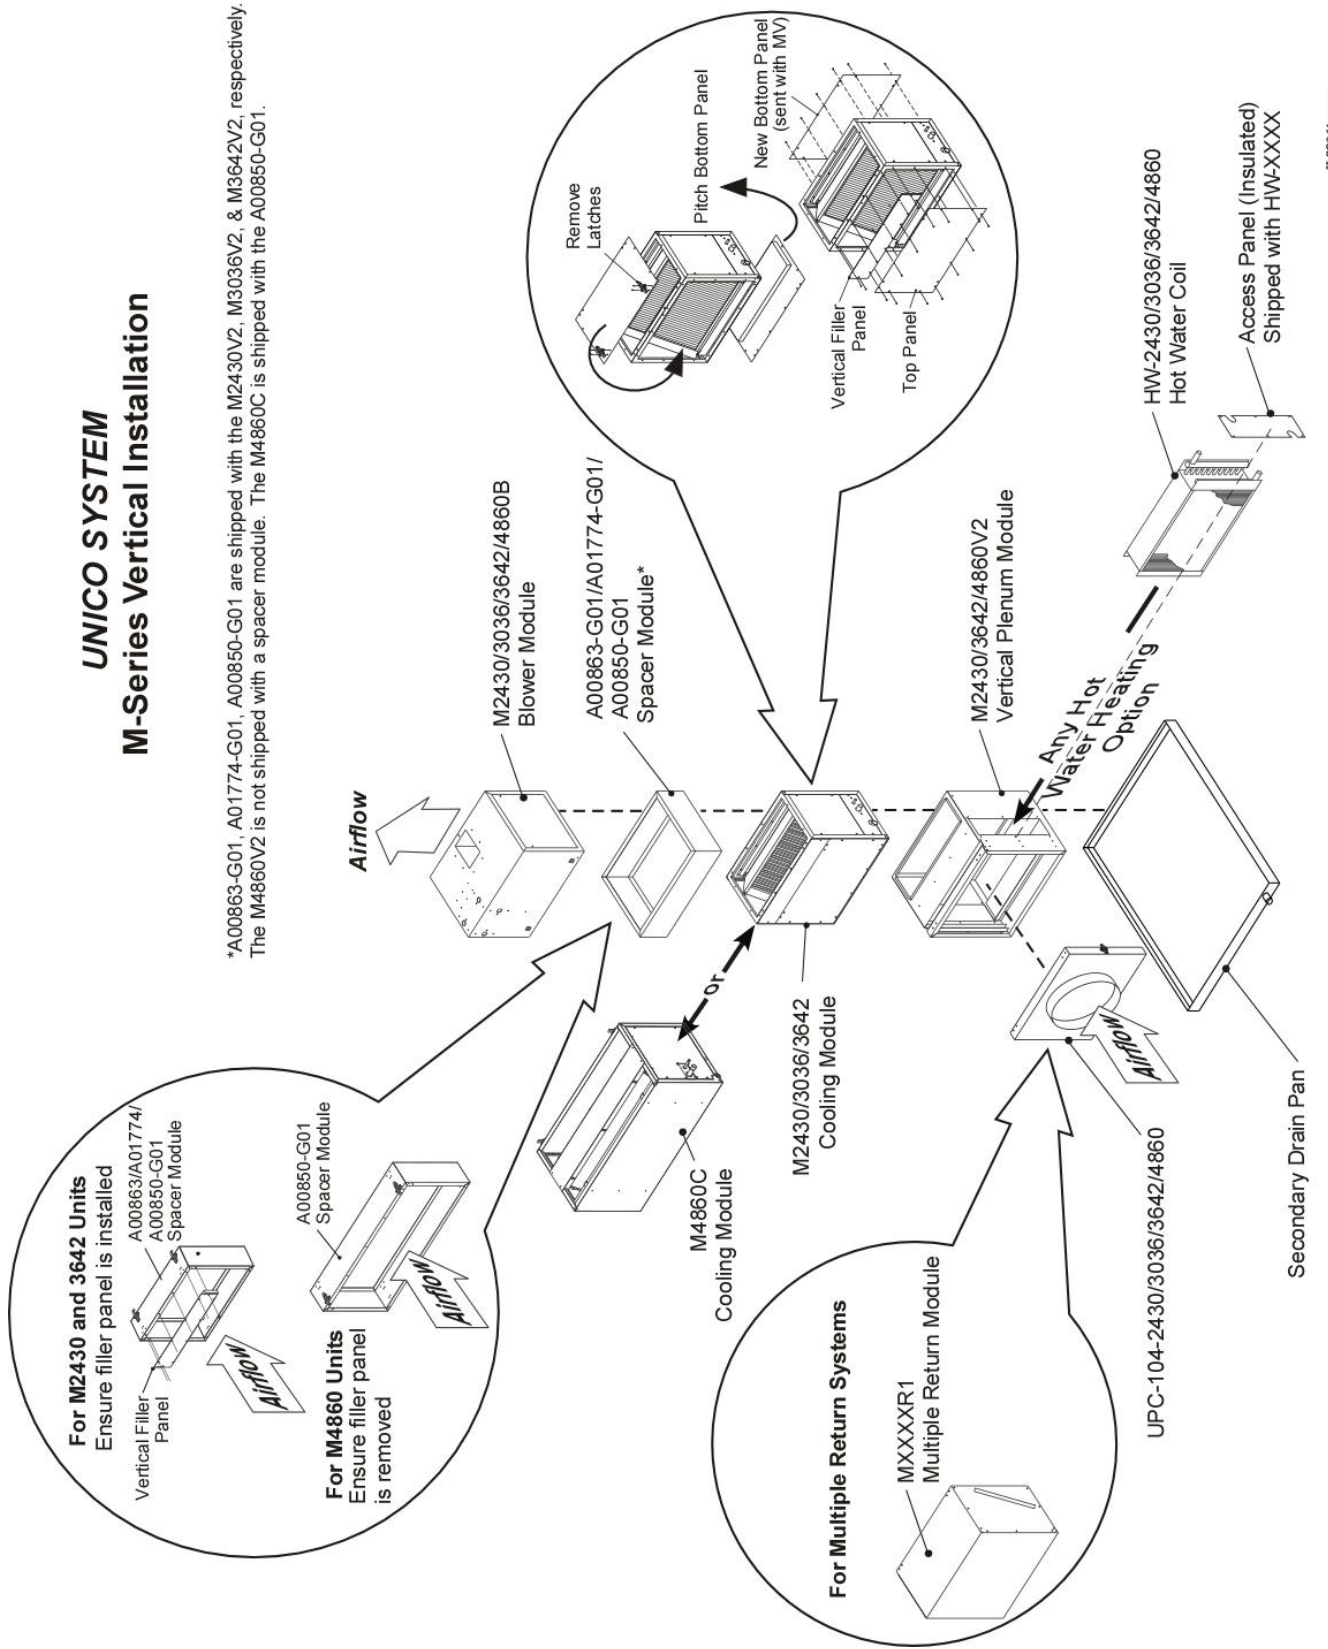 UNICO SYSTEM
M-Series Vertical Installation
*A00863-G01, A01774-G01, A00850-G01 are shipped with the M2430V2, M3036V2, & M3642V2, respectively.
The M4860V2 is not shipped with a spacer module. The M4860C is shipped with the A00850-G01.
For M2430 and 3642 Units
Ensure filler panel is installed
A00863/A01774/
A00850-G01
Spacer Module
Vertical Filler
Panel
Airflow
A00850-G01
Spacer Module
For M4860 Units
Ensure filler panel
is removed
Airflow
Airflow
M2430/3036/3642/4860B
Blower Module
A00863-G01/A01774-G01/
A00850-G01
Spacer Module*
Remove
Latches
Pitch Bottom Panel
New Bottom Panel
(sent with MV)
Vertical Filler
Panel
Top Panel
or
M4860C
Cooling Module
M2430/3036/3642
Cooling Module
M2430/3642/4860V2
Vertical Plenum Module
Any Hot
Water Heating
Option
HW-2430/3036/3642/4860
Hot Water Coil
Access Panel (Insulated)
Shipped with HW-XXXX
For Multiple Return Systems
MXXXXR1
Multiple Return Module
Airflow
UPC-104-2430/3036/3642/4860
Secondary Drain Pan